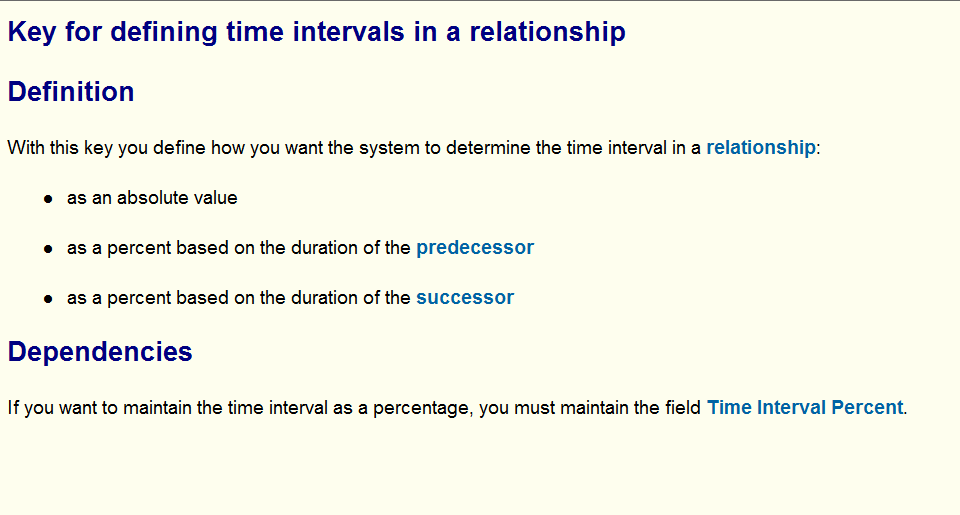 Key for defining time intervals in a relationship
Definition
With this key you define how you want the system to determine the time interval in a relationship:
● as an absolute value
● as a percent based on the duration of the predecessor
● as a percent based on the duration of the successor
Dependencies
If you want to maintain the time interval as a percentage, you must maintain the field Time Interval Percent.